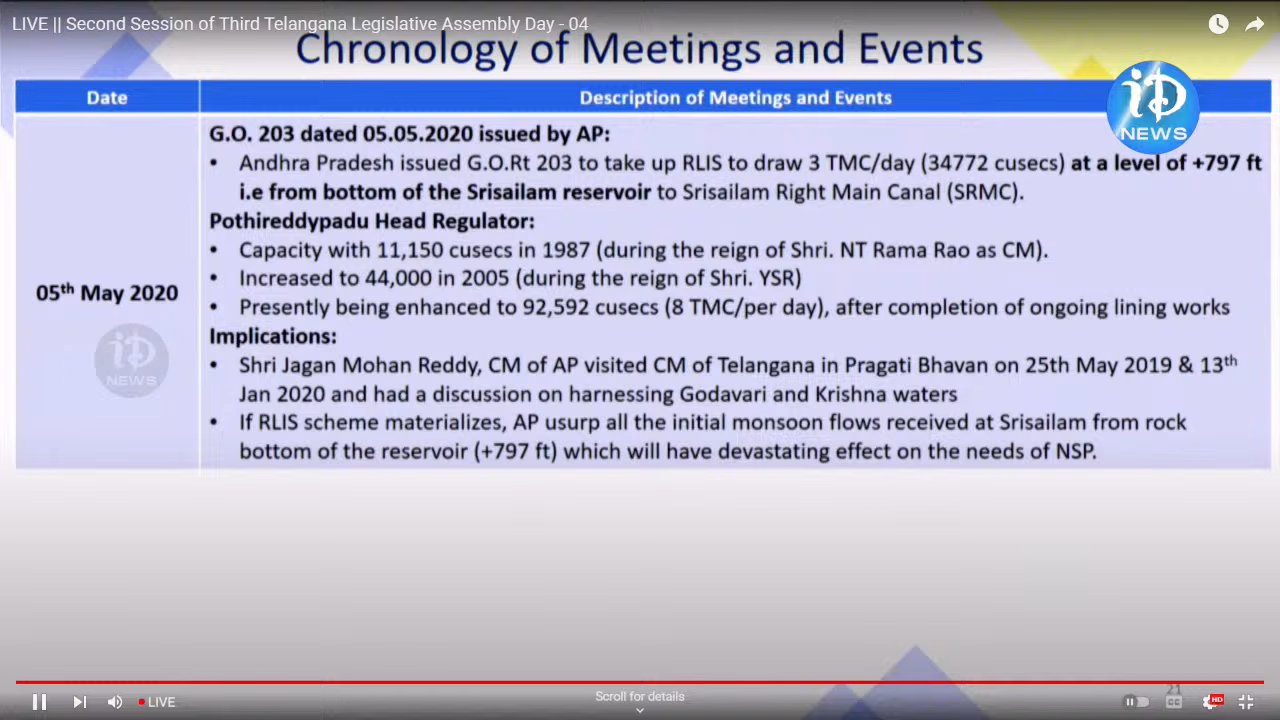 LIVE || Second Session of Third Telangana Legislative Assembly Day - 04
Chronology of Meetings and Events
Date
Description of Meetings and Events
iD
NEWS
05th May 2020
G.O. 203 dated 05.05.2020 issued by AP:
• Andhra Pradesh issued G.O.Rt 203 to take up RLIS to draw 3 TMC/day (34772 cusecs) at a level of +797 ft
i.e from bottom of the Srisailam reservoir to Srisailam Right Main Canal (SRMC).
Pothireddypadu Head Regulator:
• Capacity with 11,150 cusecs in 1987 (during the reign of Shri. NT Rama Rao as CM).
• Increased to 44,000 in 2005 (during the reign of Shri. YSR)
• Presently being enhanced to 92,592 cusecs (8 TMC/per day), after completion of ongoing lining works
Implications:
• Shri Jagan Mohan Reddy, CM of AP visited CM of Telangana in Pragati Bhavan on 25th May 2019 & 13th
Jan 2020 and had a discussion on harnessing Godavari and Krishna waters
• If RLIS scheme materializes, AP usurp all the initial monsoon flows received at Srisailam from rock
bottom of the reservoir (+797 ft) which will have devastating effect on the needs of NSP.
iD
NEWS
21
LIVE
Scroll for details
CC
HD